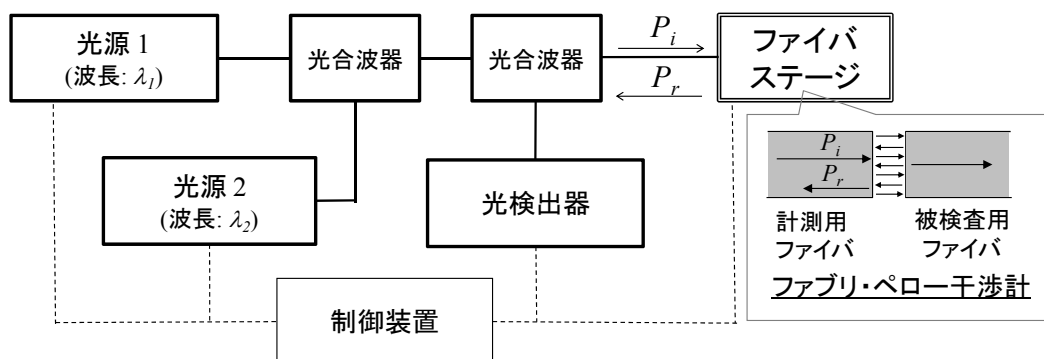 光源 1
(波長: λ1)
光合波器
光合波器
Pi
Pr
ファイバ
ステージ
光源 2
(波長: λ2)
光検出器
Pi
Pr
計測用
ファイバ
被検査用
ファイバ
ファブリ・ペロー干渉計
制御装置